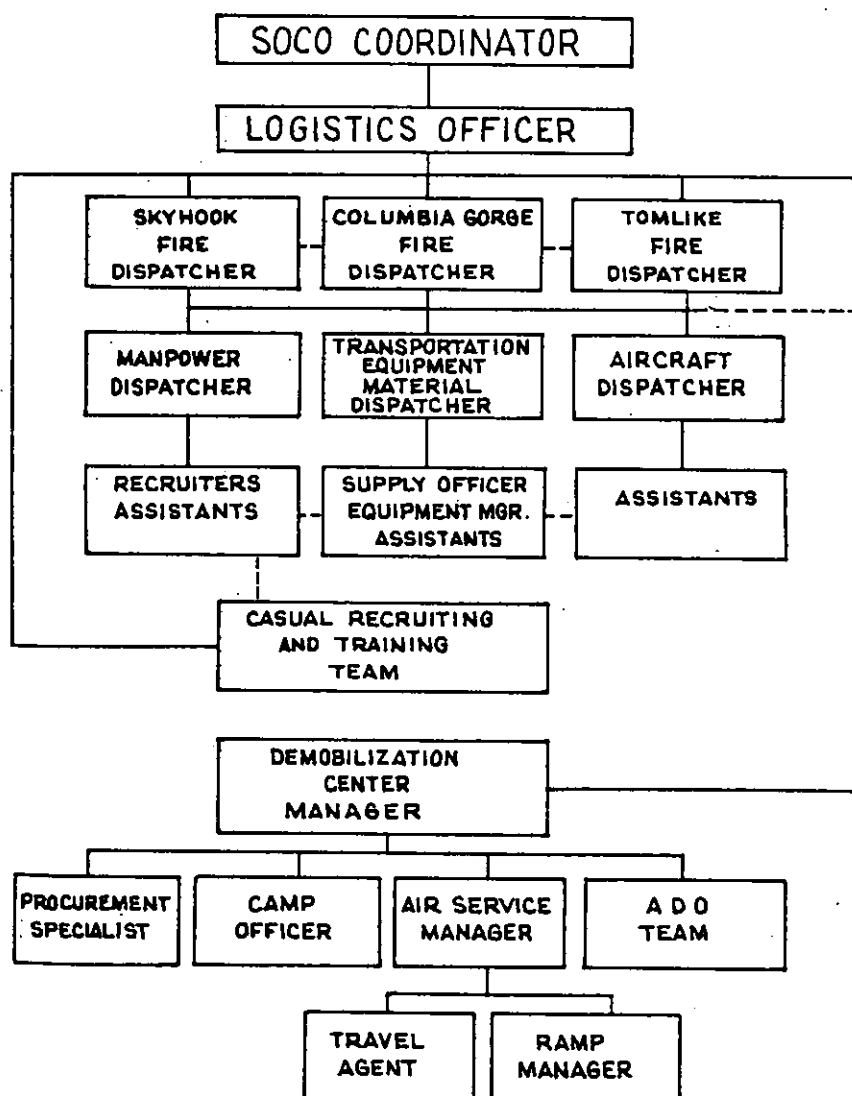 SOCO COORDINATOR
LOGISTICS OFFICER
SKYHOOK
FIRE
DISPATCHER
COLUMBIA GORGE
FIRE
DISPATCHER
TOMLIKE
FIRE
DISPATCHER
MANPOWER
DISPATCHER
TRANSPORTATION
EQUIPMENT
MATERIAL
DISPATCHER
AIRCRAFT
DISPATCHER
RECRUITERS
ASSISTANTS
SUPPLY OFFICER
EQUIPMENT MGR.
ASSISTANTS
ASSISTANTS
CASUAL RECRUITING
AND TRAINING
TEAM
DEMOBILIZATION
CENTER
MANAGER
PROCUREMENT
SPECIALIST
CAMP
OFFICER
AIR SERVICE
MANAGER
A D O
TEAM
TRAVEL
AGENT
RAMP
MANAGER